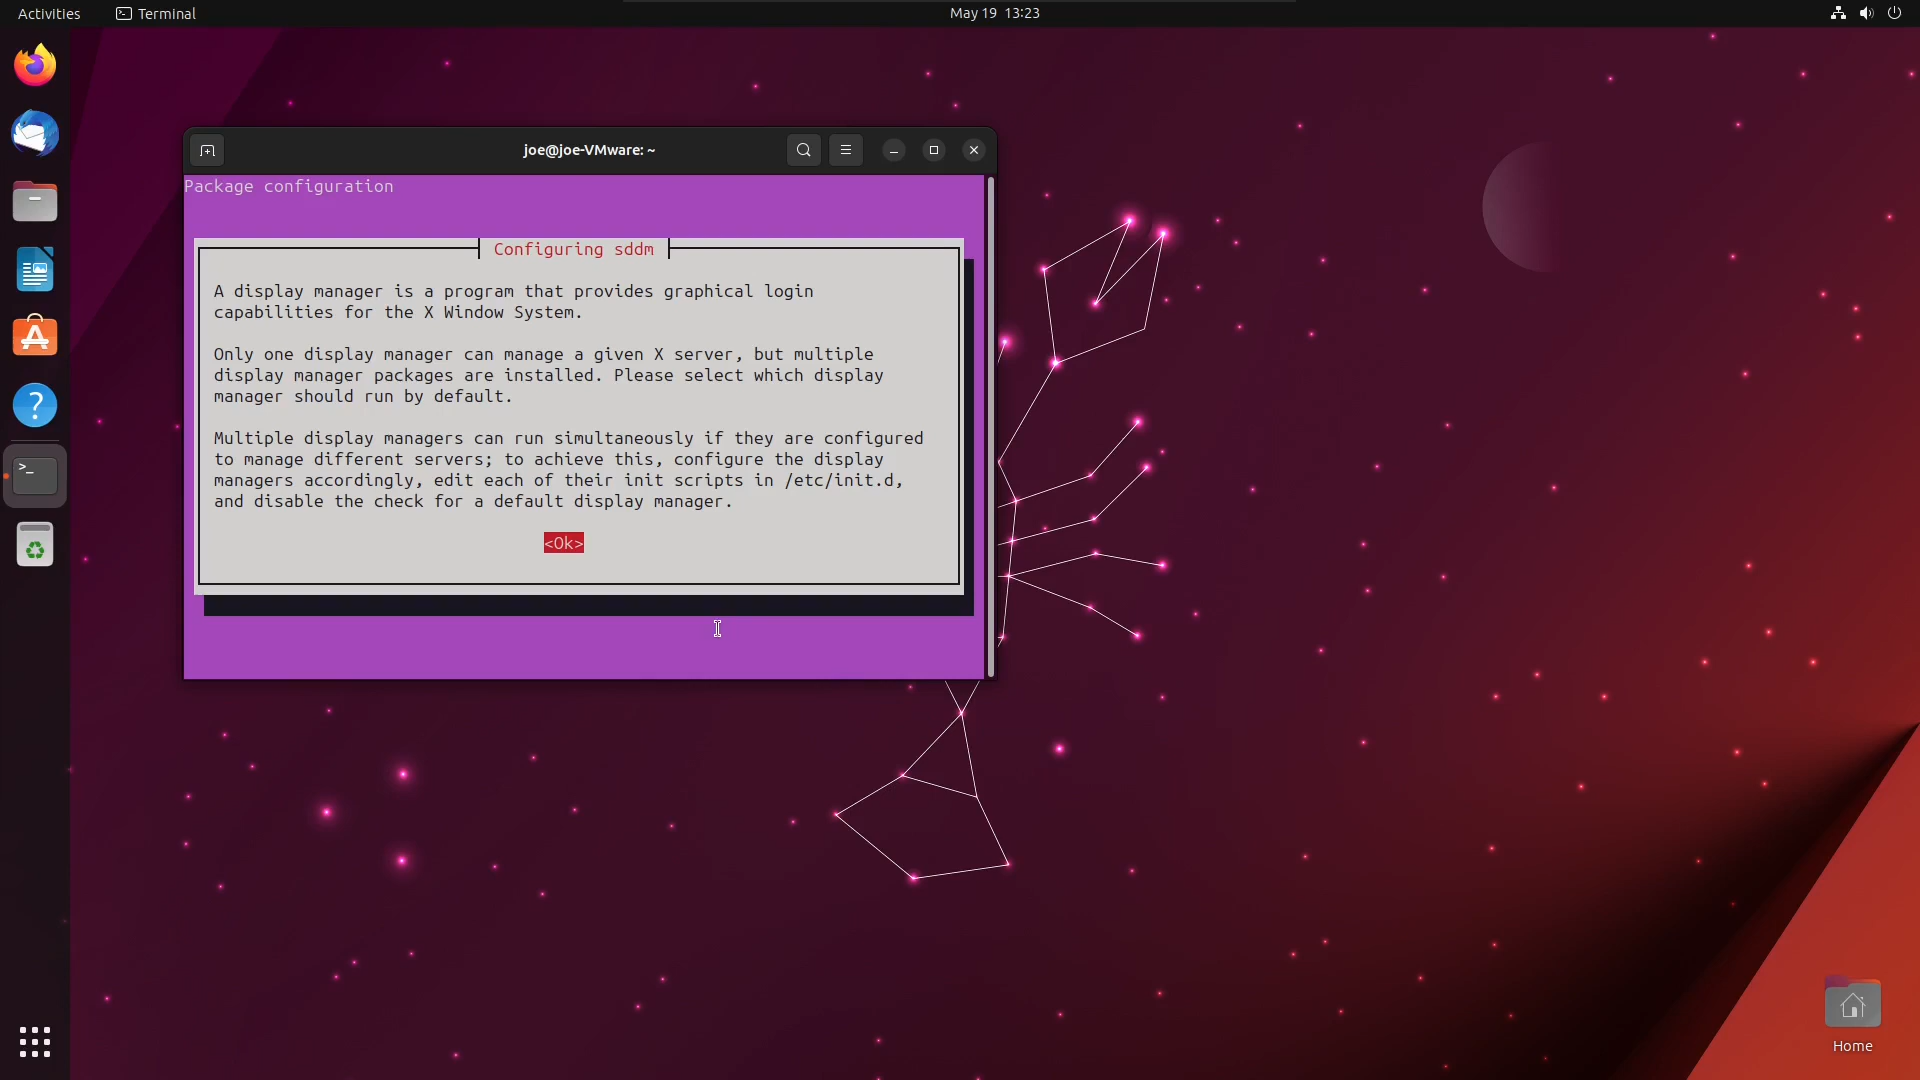 Activities
Terminal
May 19 13:23
joe@joe-VMware: ~
Package configuration
Configuring sddm
A display manager is a program that provides graphical login
capabilities for the X Window System.
Only one display manager can manage a given X server, but multiple
display manager packages are installed. Please select which display
manager should run by default.
Multiple display managers can run simultaneously if they are configured
to manage different servers; to achieve this, configure the display
managers accordingly, edit each of their init scripts in /etc/init.d,
and disable the check for a default display manager.
<Ok>
Home